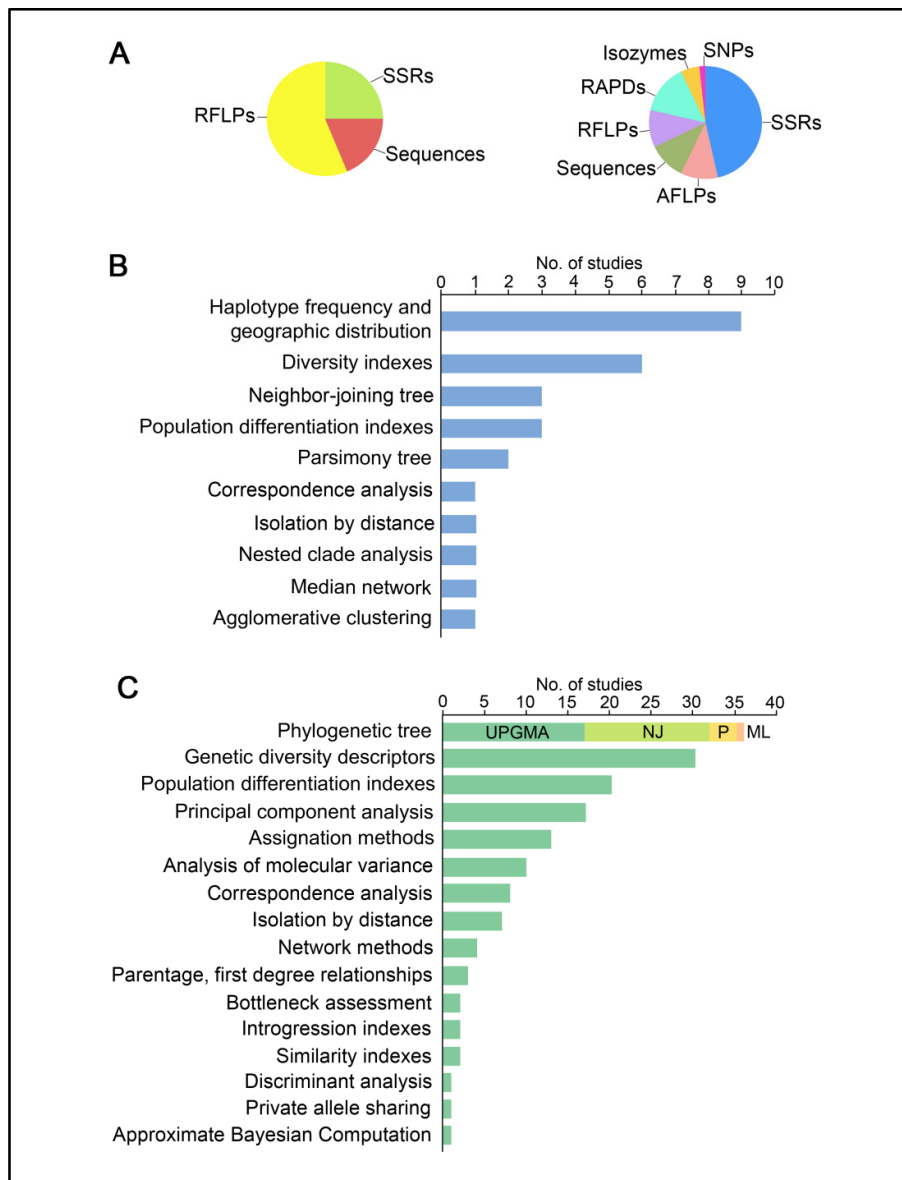 A
SSRs
RFLPs
Sequences
Isozymes
SNPs
RAPDs
SSRs
RFLPs
Sequences
AFLPs
B
No. of studies
0 1 2 3 4 5 6 7 8 9 10
Haplotype frequency and
geographic distribution
Diversity indexes
Neighbor-joining tree
Population differentiation indexes
Parsimony tree
Correspondence analysis
Isolation by distance
Nested clade analysis
Median network
Agglomerative clustering
C
No. of studies
0 5 10 15 20 25 30 35 40
Phylogenetic tree UPGMA NJ P ML
Genetic diversity descriptors
Population differentiation indexes
Principal component analysis
Assignation methods
Analysis of molecular variance
Correspondence analysis
Isolation by distance
Network methods
Parentage, first degree relationships
Bottleneck assessment
Introgression indexes
Similarity indexes
Discriminant analysis
Private allele sharing
Approximate Bayesian Computation